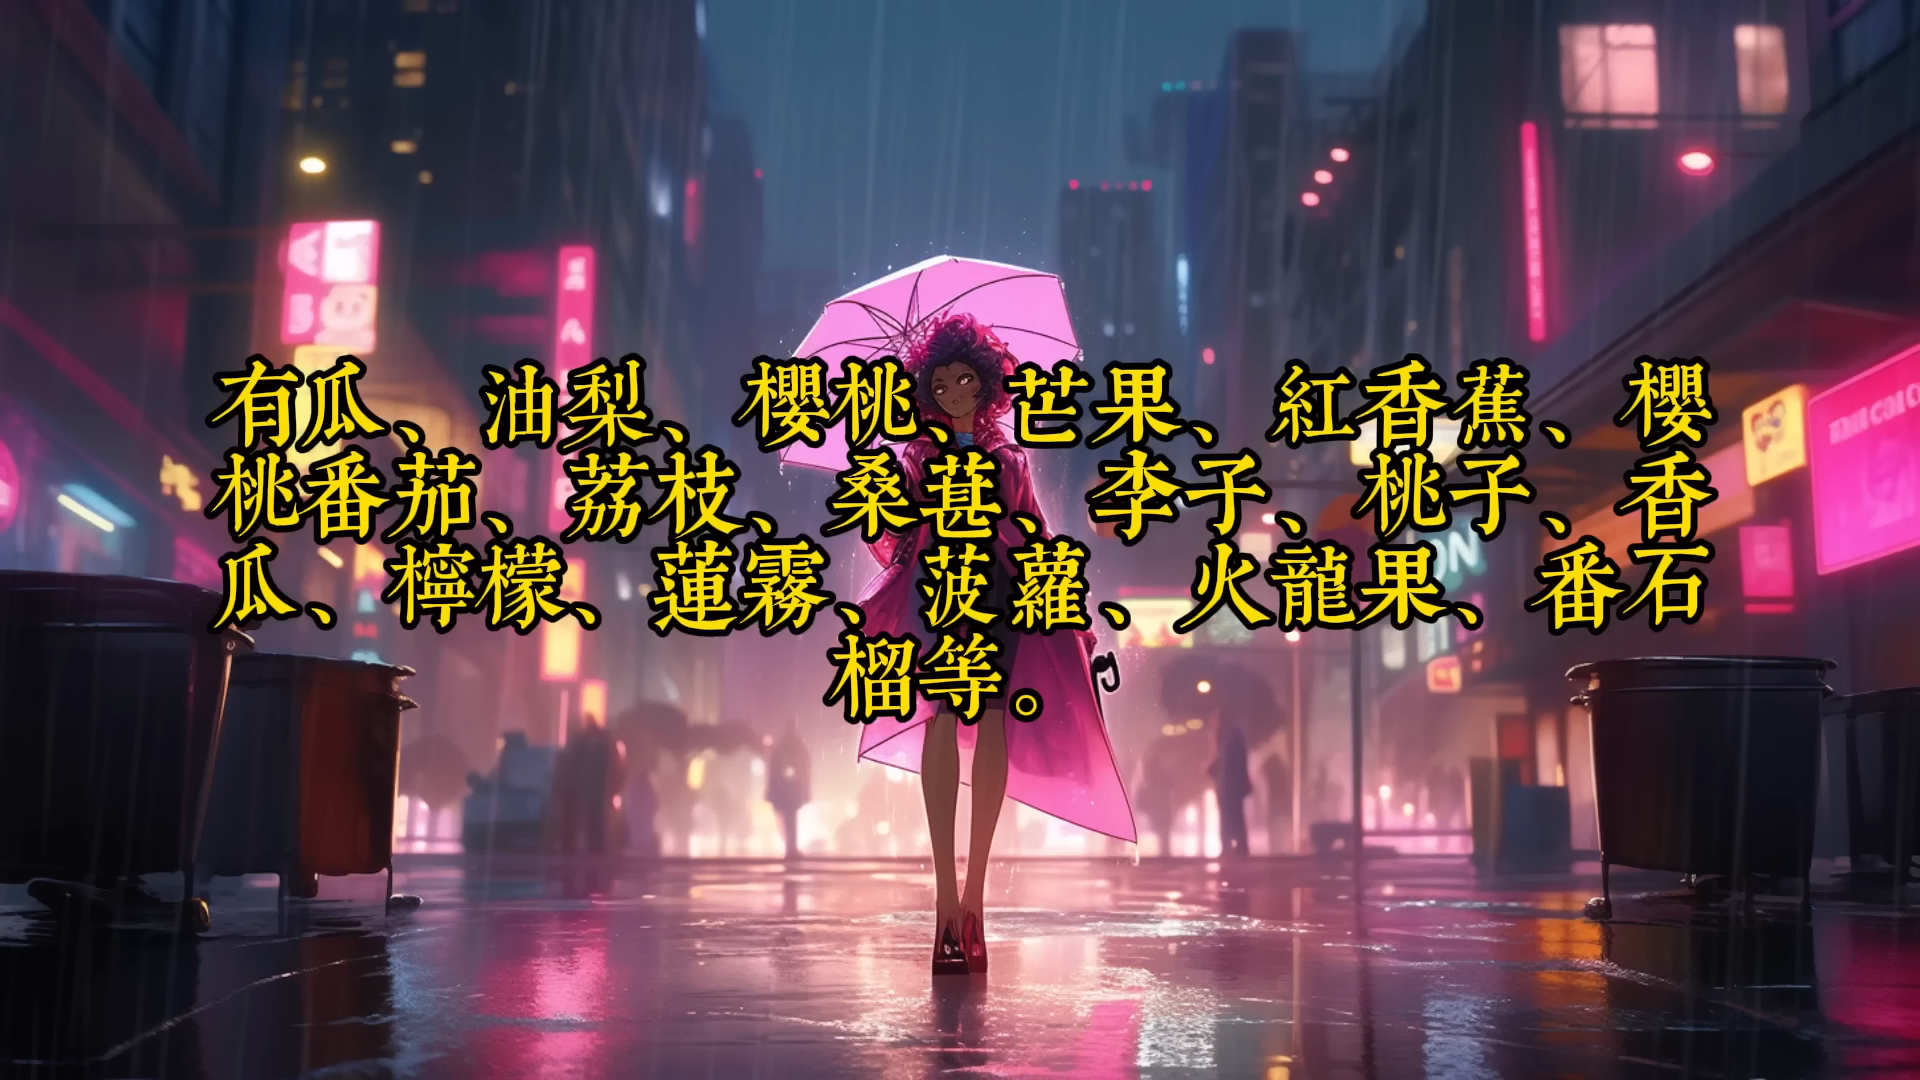 有瓜、油梨、櫻桃、芒果、紅香蕉、櫻
桃番茄、荔枝、桑葚、李子、桃子、香
瓜、檸檬、蓮霧、菠蘿、火龍果、番石
榴等。